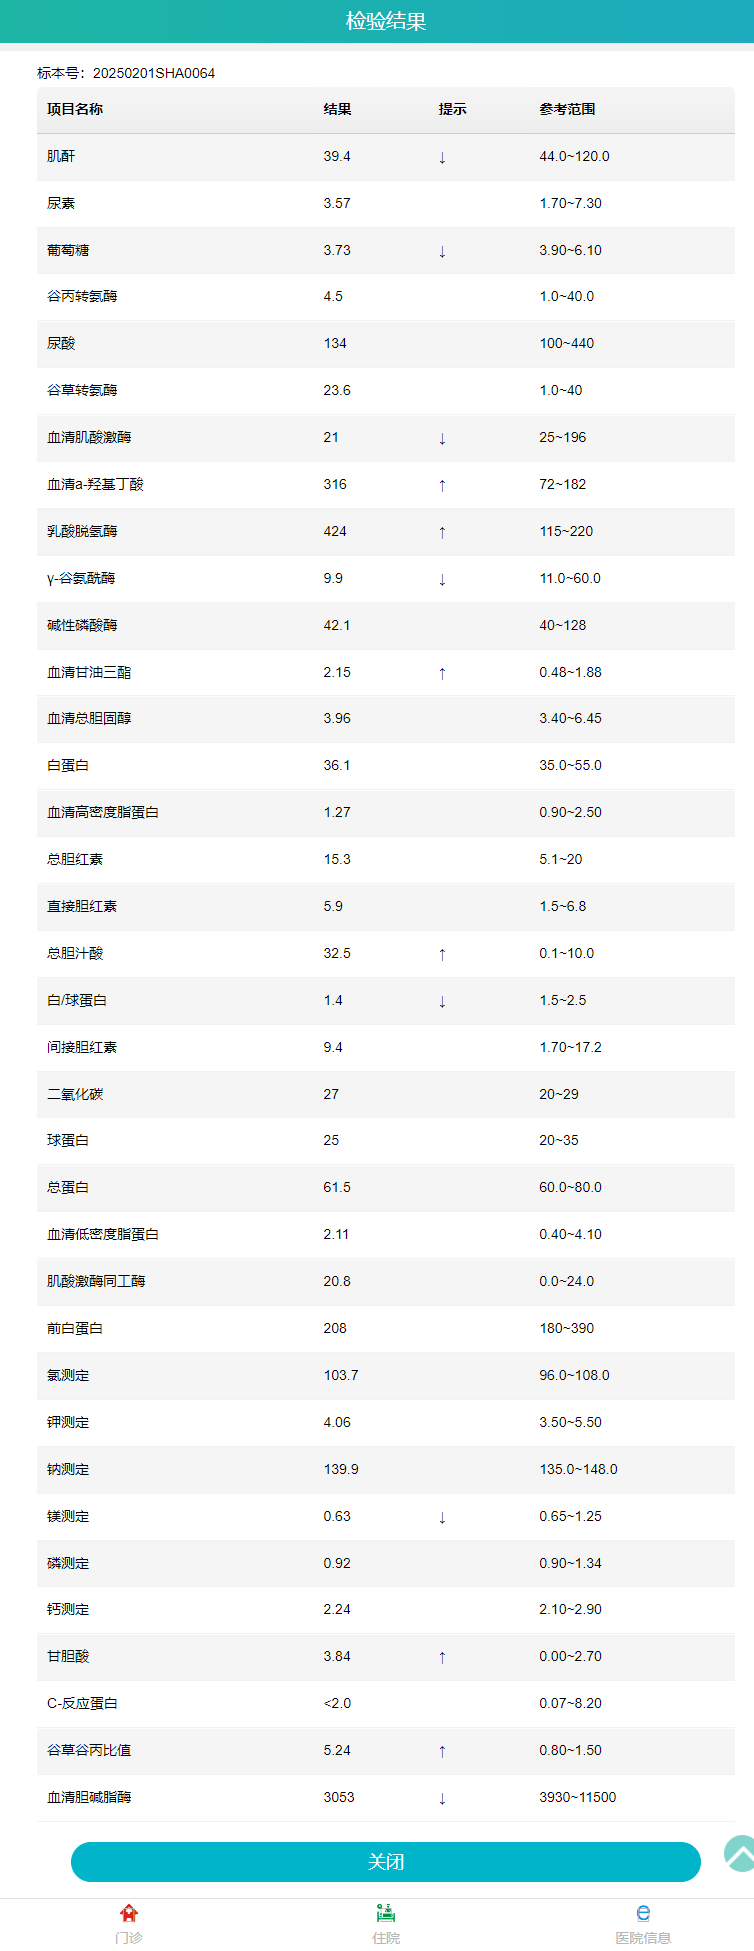 检验结果
标本号：20250201SHA0064
项目名称 结果 提示 参考范围
肌酐 39.4 ↓ 44.0~120.0
尿素 3.57 1.70~7.30
葡萄糖 3.73 ↓ 3.90~6.10
谷丙转氨酶 4.5 1.0~40.0
尿酸 134 100~440
谷草转氨酶 23.6 1.0~40
血清肌酸激酶 21 ↓ 25~196
血清a-羟基丁酸 316 ↑ 72~182
乳酸脱氢酶 424 ↑ 115~220
γ-谷氨酰酶 9.9 ↓ 11.0~60.0
碱性磷酸酶 42.1 40~128
血清甘油三酯 2.15 ↑ 0.48~1.88
血清总胆固醇 3.96 3.40~6.45
白蛋白 36.1 35.0~55.0
血清高密度脂蛋白 1.27 0.90~2.50
总胆红素 15.3 5.1~20
直接胆红素 5.9 1.5~6.8
总胆汁酸 32.5 ↑ 0.1~10.0
白/球蛋白 1.4 ↓ 1.5~2.5
间接胆红素 9.4 1.70~17.2
二氧化碳 27 20~29
球蛋白 25 20~35
总蛋白 61.5 60.0~80.0
血清低密度脂蛋白 2.11 0.40~4.10
肌酸激酶同工酶 20.8 0.0~24.0
前白蛋白 208 180~390
氯测定 103.7 96.0~108.0
钾测定 4.06 3.50~5.50
钠测定 139.9 135.0~148.0
镁测定 0.63 ↓ 0.65~1.25
磷测定 0.92 0.90~1.34
钙测定 2.24 2.10~2.90
甘胆酸 3.84 ↑ 0.00~2.70
C-反应蛋白 <2.0 0.07~8.20
谷草谷丙比值 5.24 ↑ 0.80~1.50
血清胆碱脂酶 3053 ↓ 3930~11500
关闭
门诊 住院 医院信息